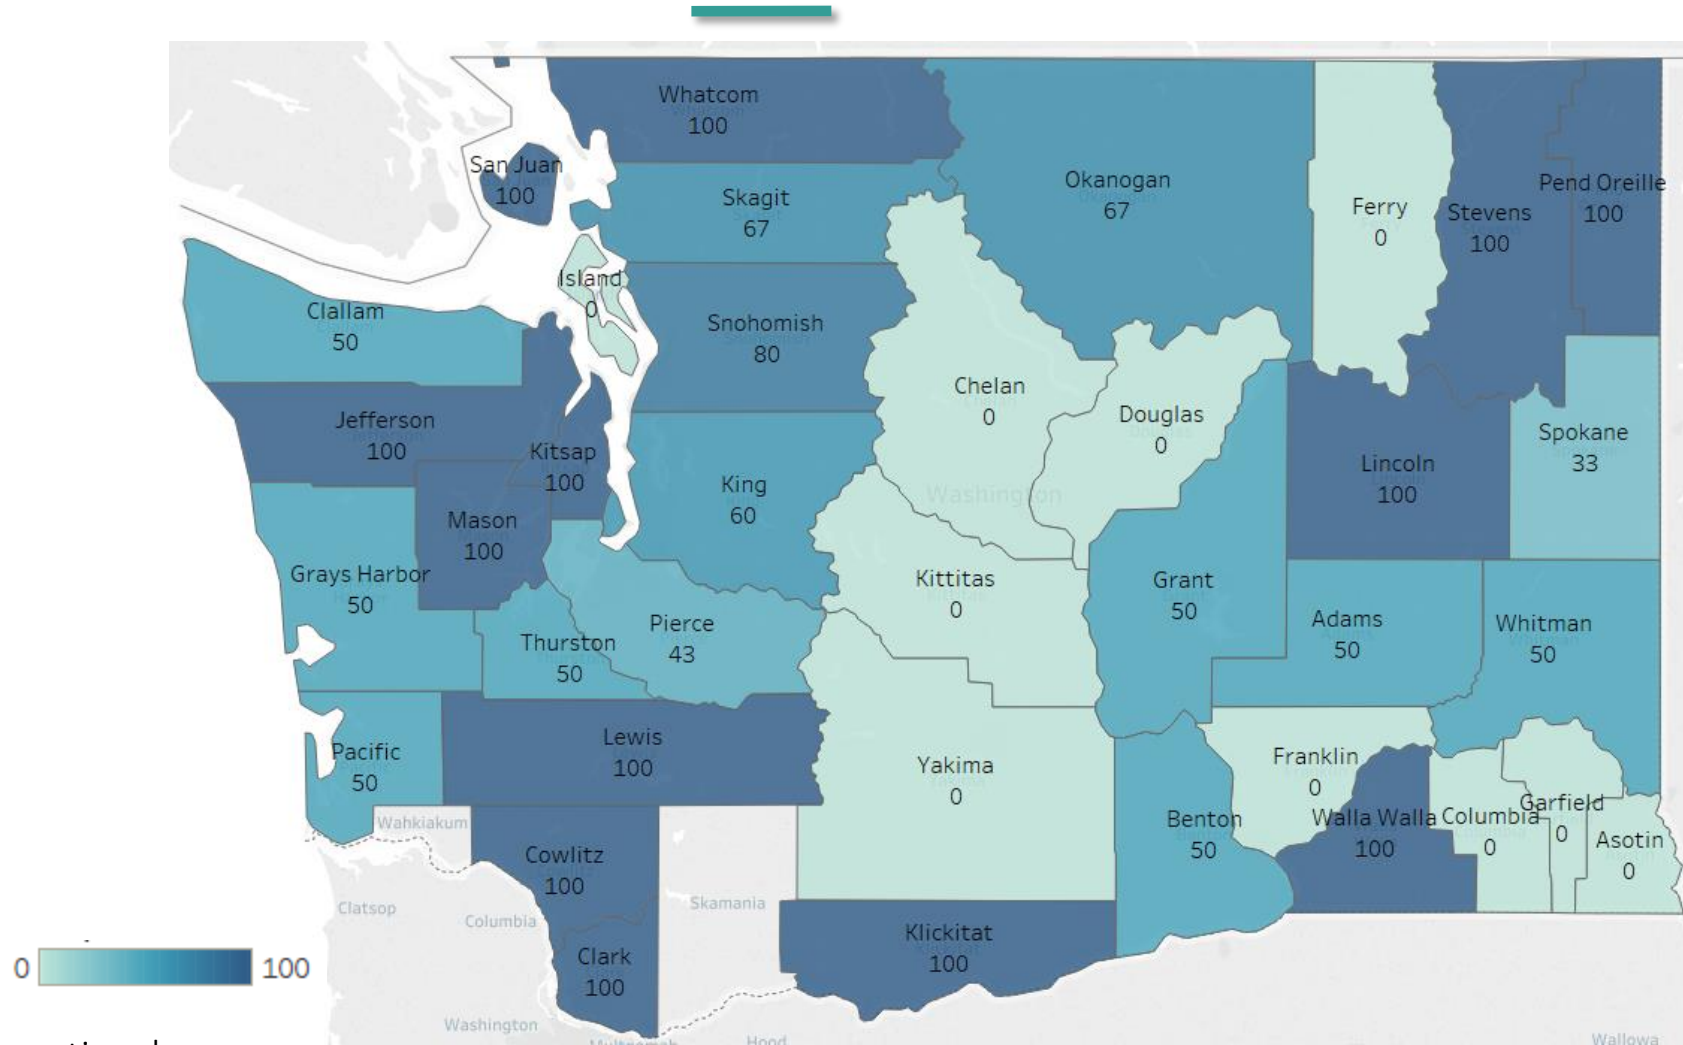 Whatcom
100
San Juan
100
Skagit
67
Okanogan
67
Ferry
0
Stevens
100
Pend Oreille
100
Island
0
Clallam
50
Snohomish
80
Chelan
0
Douglas
0
Jefferson
100
Kitsap
100
King
60
Lincoln
100
Spokane
33
Washington
Mason
100
Grays Harbor
50
Kittitas
0
Grant
50
Adams
50
Whitman
50
Thurston
50
Pierce
43
Pacific
50
Lewis
100
Yakima
0
Franklin
0
Benton
50
Walla Walla
100
Columbia
0
Garfield
0
Asotin
0
Wahkiakum
Cowlitz
100
Skamania
Clatsop
Columbia
Klickitat
100
Clark
100
0
100
Washington
Multnomah
Hood
Wallowa